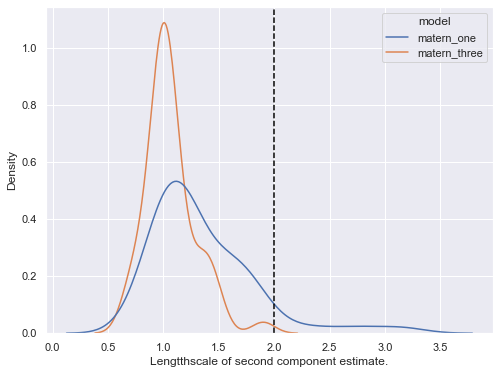 model
matern_one
matern_three
1.0
0.8
0.6
0.4
0.2
0.0
Density
0.0 0.5 1.0 1.5 2.0 2.5 3.0 3.5
Lengtthscale of second component estimate.